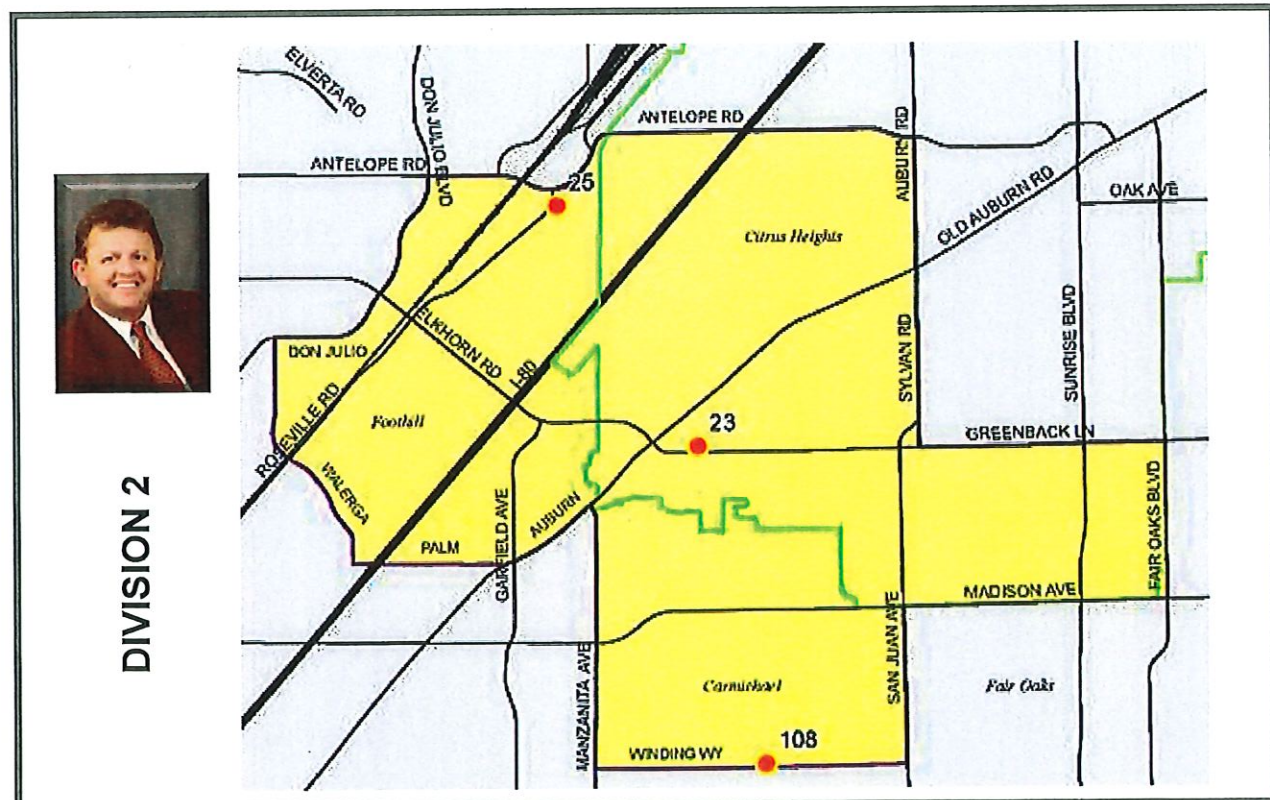 DIVISION 2
ELVERTA RD
DON JULIO BLVD
ANTELOPE RD
ANTELOPE RD
25
AUBURN RD
OLD AUBURN RD
OAK AVE
Citrus Heights
ELKHORN RD
DON JULIO
I-80
SYLVAN RD
SUNRISE BLVD
ROSEVILLE RD
Foothill
23
GREENBACK LN
WALERGA
GARFIELD AVE
AUBURN
PALM
FAIR OAKS BLVD
MADISON AVE
MANZANITA AVE
SAN JUAN AVE
Carmichael
Fair Oaks
108
WINDING WY